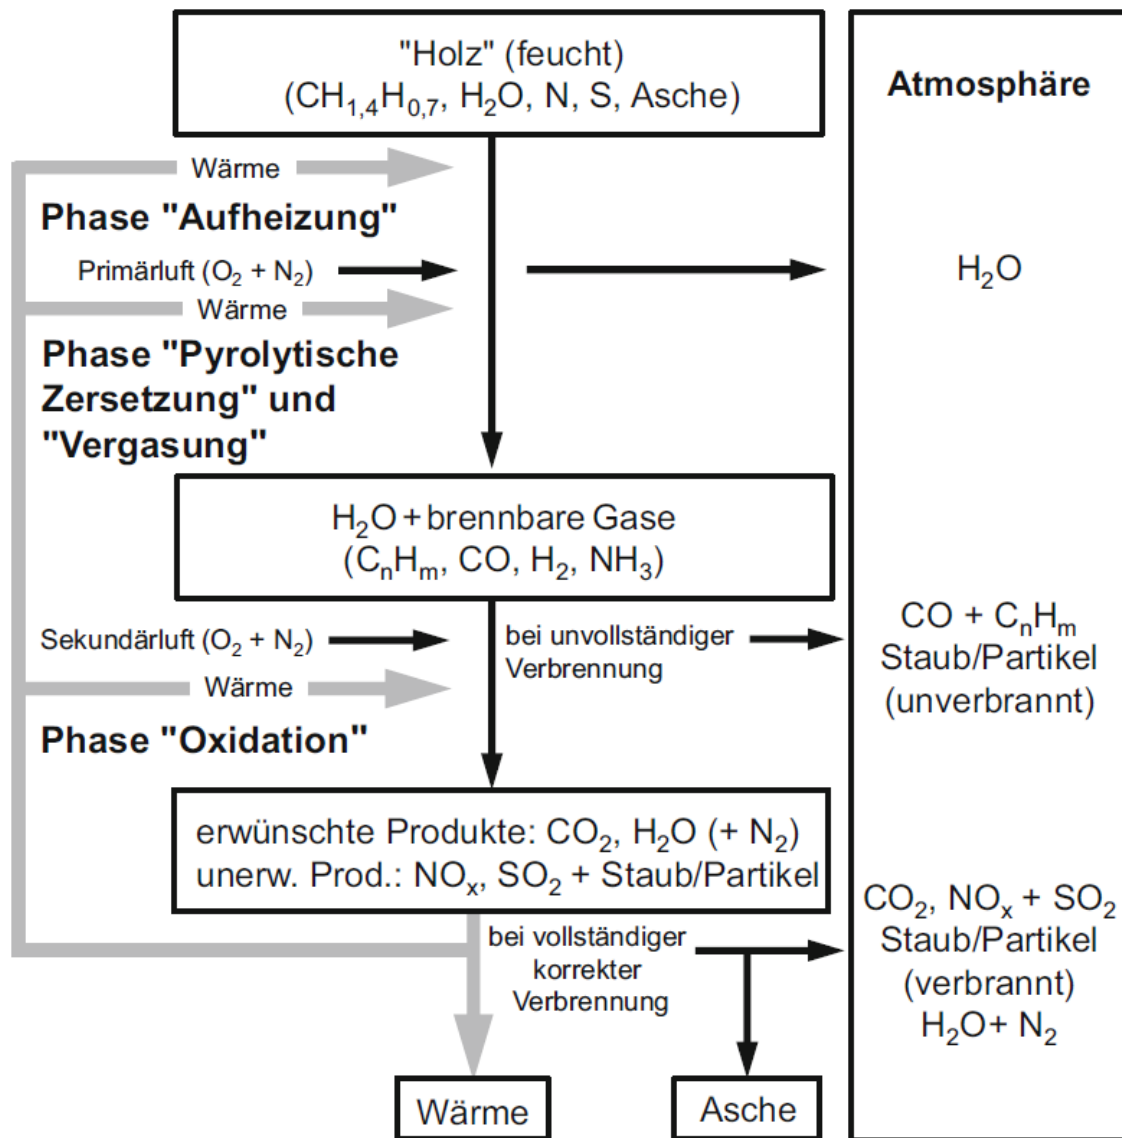 "Holz" (feucht)
(CH₁,₄H₀,₇, H₂O, N, S, Asche)
Atmosphäre
Wärme
Phase "Aufheizung"
Primärluft (O₂ + N₂)
H₂O
Wärme
Phase "Pyrolytische
Zersetzung" und
"Vergasung"
H₂O + brennbare Gase
(CₙHₘ, CO, H₂, NH₃)
Sekundärluft (O₂ + N₂)
bei unvollständiger
Verbrennung
CO + CₙHₘ
Staub/Partikel
(unverbrannt)
Wärme
Phase "Oxidation"
erwünschte Produkte: CO₂, H₂O (+ N₂)
unerw. Prod.: NOₓ, SO₂ + Staub/Partikel
bei vollständiger
korrekter
Verbrennung
CO₂, NOₓ + SO₂
Staub/Partikel
(verbrannt)
H₂O + N₂
Wärme
Asche